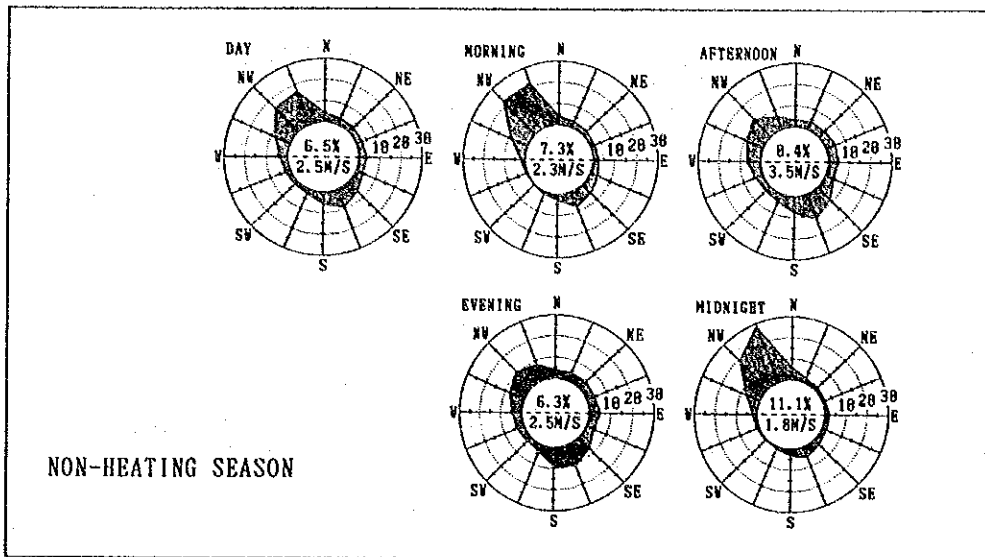 DAY
N
NW
NE
W
10 20 30
E
6.5%
2.5M/S
SW
SE
S
MORNING
N
NW
NE
W
10 20 30
E
7.3%
2.3M/S
SW
SE
S
AFTERNOON
N
NW
NE
W
10 20 30
E
0.4%
3.5M/S
SW
SE
S
EVENING
N
NW
NE
W
10 20 30
E
6.3%
2.5M/S
SW
SE
S
MIDNIGHT
N
NW
NE
W
10 20 30
E
11.1%
1.8M/S
SW
SE
S
NON-HEATING SEASON